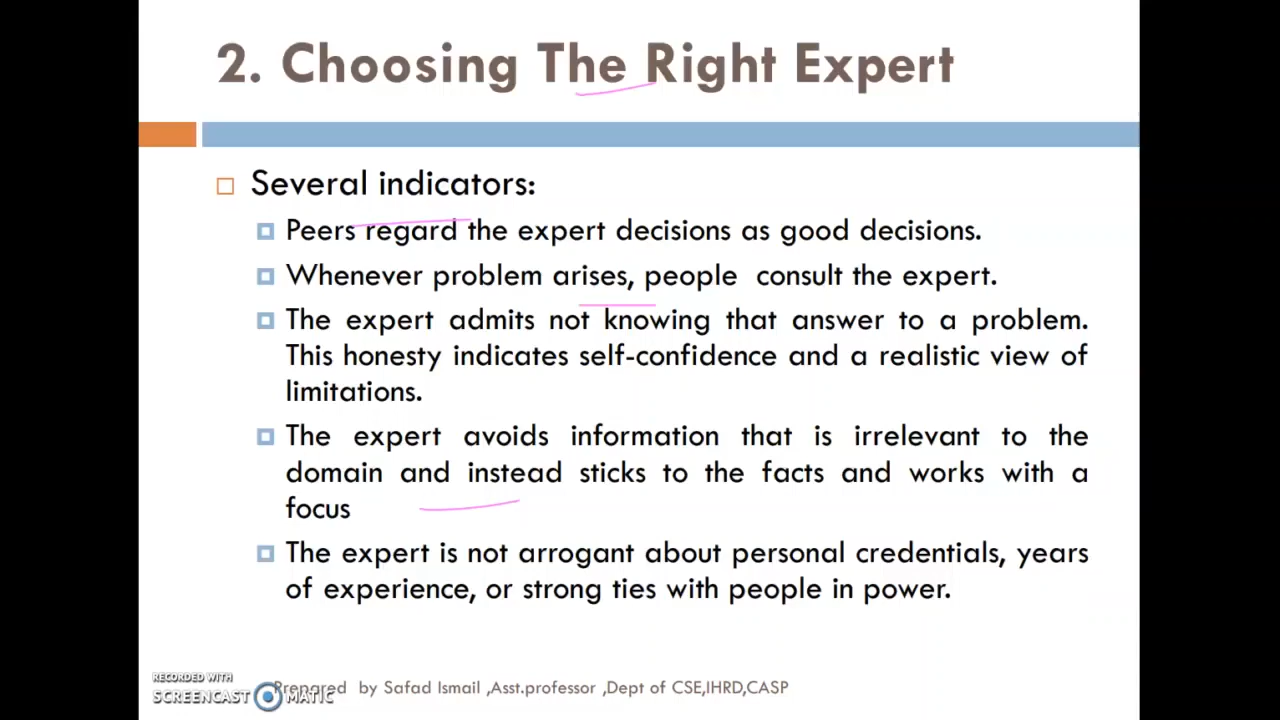 2. Choosing The Right Expert
Several indicators:
Peers regard the expert decisions as good decisions.
Whenever problem arises, people consult the expert.
The expert admits not knowing that answer to a problem.
This honesty indicates self-confidence and a realistic view of
limitations.
The expert avoids information that is irrelevant to the
domain and instead sticks to the facts and works with a
focus
The expert is not arrogant about personal credentials, years
of experience, or strong ties with people in power.
RECORDED WITH
SCREENCAST MATIC
Prepared by Safad Ismail ,Asst.professor ,Dept of CSE,IHRD,CASP